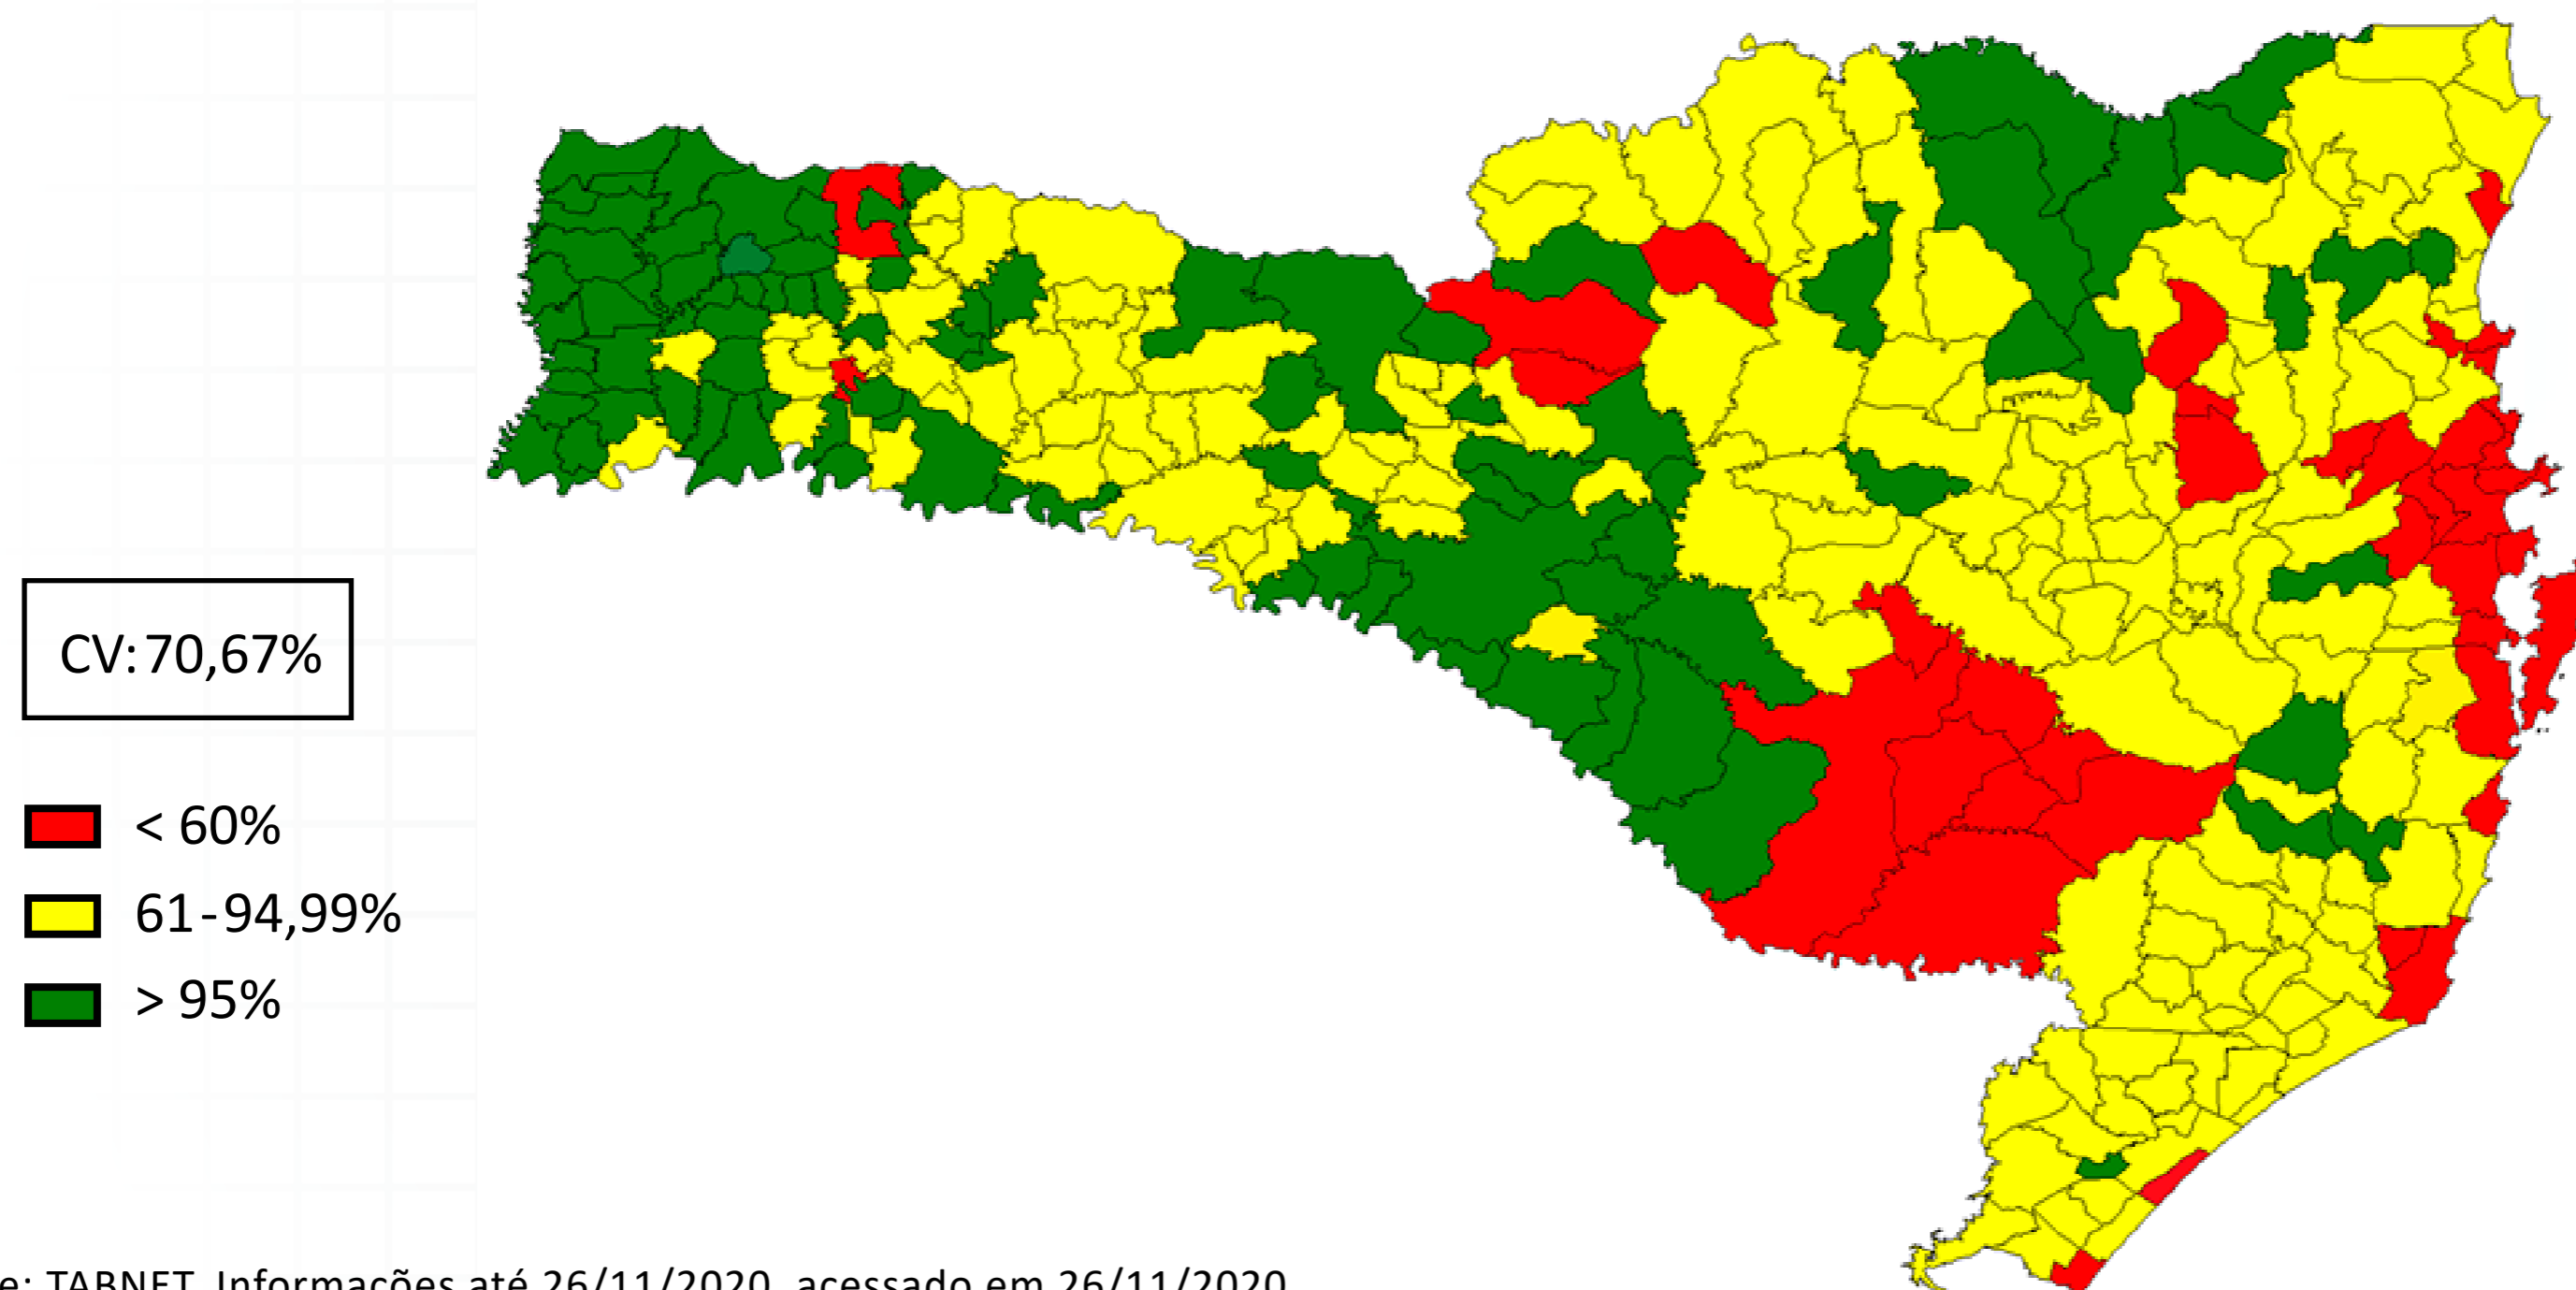 CV: 70,67%
< 60%
61-94,99%
> 95%
e: TABNET. Informações até 26/11/2020, acessado em 26/11/2020